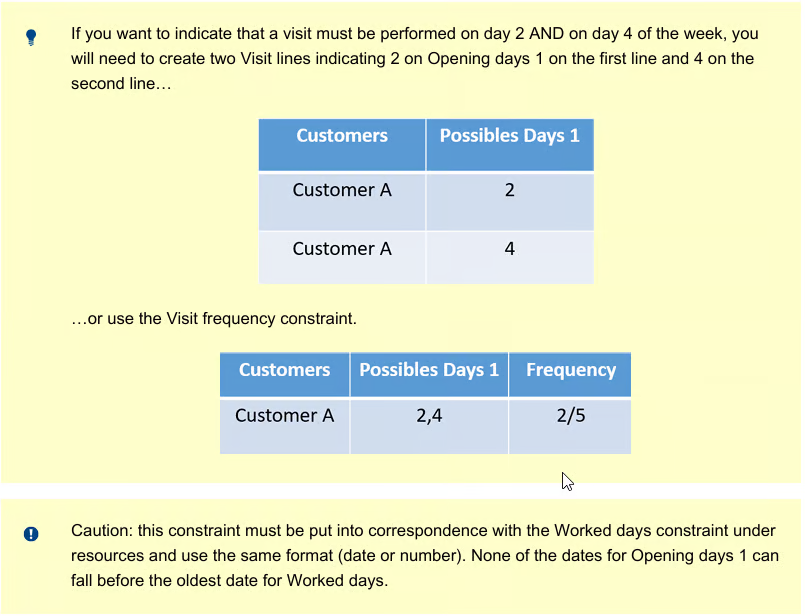 If you want to indicate that a visit must be performed on day 2 AND on day 4 of the week, you
will need to create two Visit lines indicating 2 on Opening days 1 on the first line and 4 on the
second line…
Customers Possibles Days 1
Customer A 2
Customer A 4
…or use the Visit frequency constraint.
Customers Possibles Days 1 Frequency
Customer A 2,4 2/5
Caution: this constraint must be put into correspondence with the Worked days constraint under
resources and use the same format (date or number). None of the dates for Opening days 1 can
fall before the oldest date for Worked days.